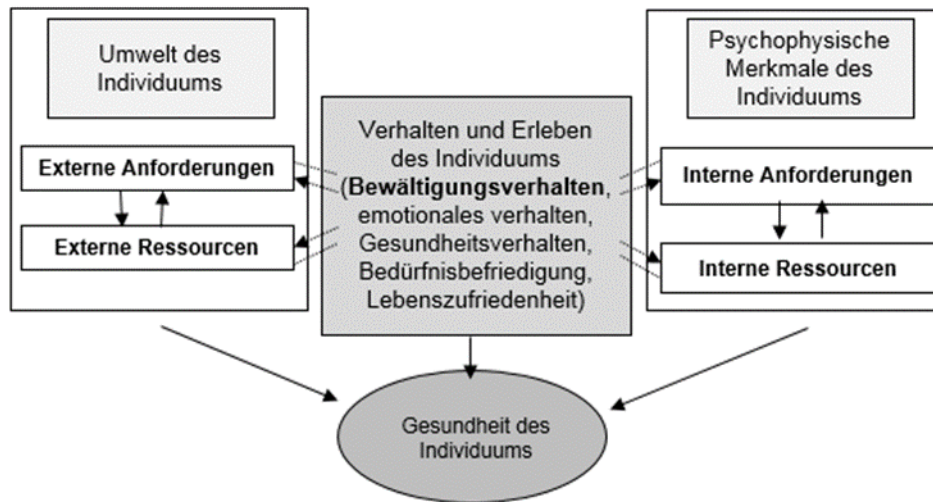 Umwelt des
Individuums
Externe Anforderungen
Externe Ressourcen
Verhalten und Erleben
des Individuums
(Bewältigungsverhalten,
emotionales verhalten,
Gesundheitsverhalten,
Bedürfnisbefriedigung,
Lebenszufriedenheit)
Psychophysische
Merkmale des
Individuums
Interne Anforderungen
Interne Ressourcen
Gesundheit des
Individuums